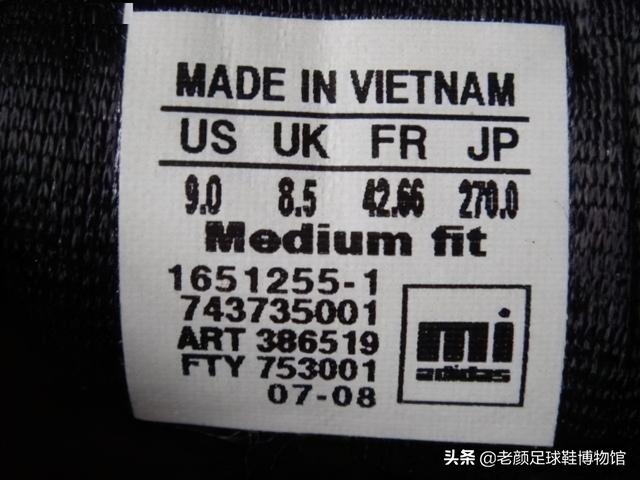 MADE IN VIETNAM
US UK FR JP
9.0 8.5 42.66 270.0
Medium fit
1651255-1
743735001
ART 386519
FTY 753001
07-08
mi
adidas
头条 @老颜足球鞋博物馆